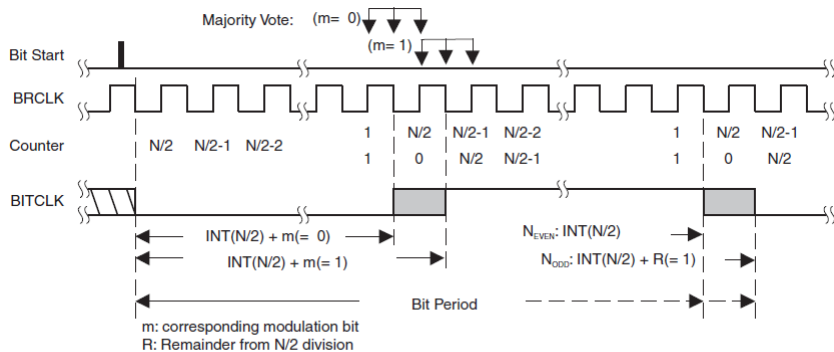 Majority Vote: (m= 0)
(m= 1)
Bit Start
BRCLK
Counter N/2 N/2-1 N/2-2 1 N/2 N/2-1 N/2-2 1 N/2 N/2-1
1 0 N/2 N/2-1 1 0 N/2
BITCLK
INT(N/2) + m(= 0) NEVEN: INT(N/2)
INT(N/2) + m(= 1) NODD: INT(N/2) + R(= 1)
Bit Period
m: corresponding modulation bit
R: Remainder from N/2 division